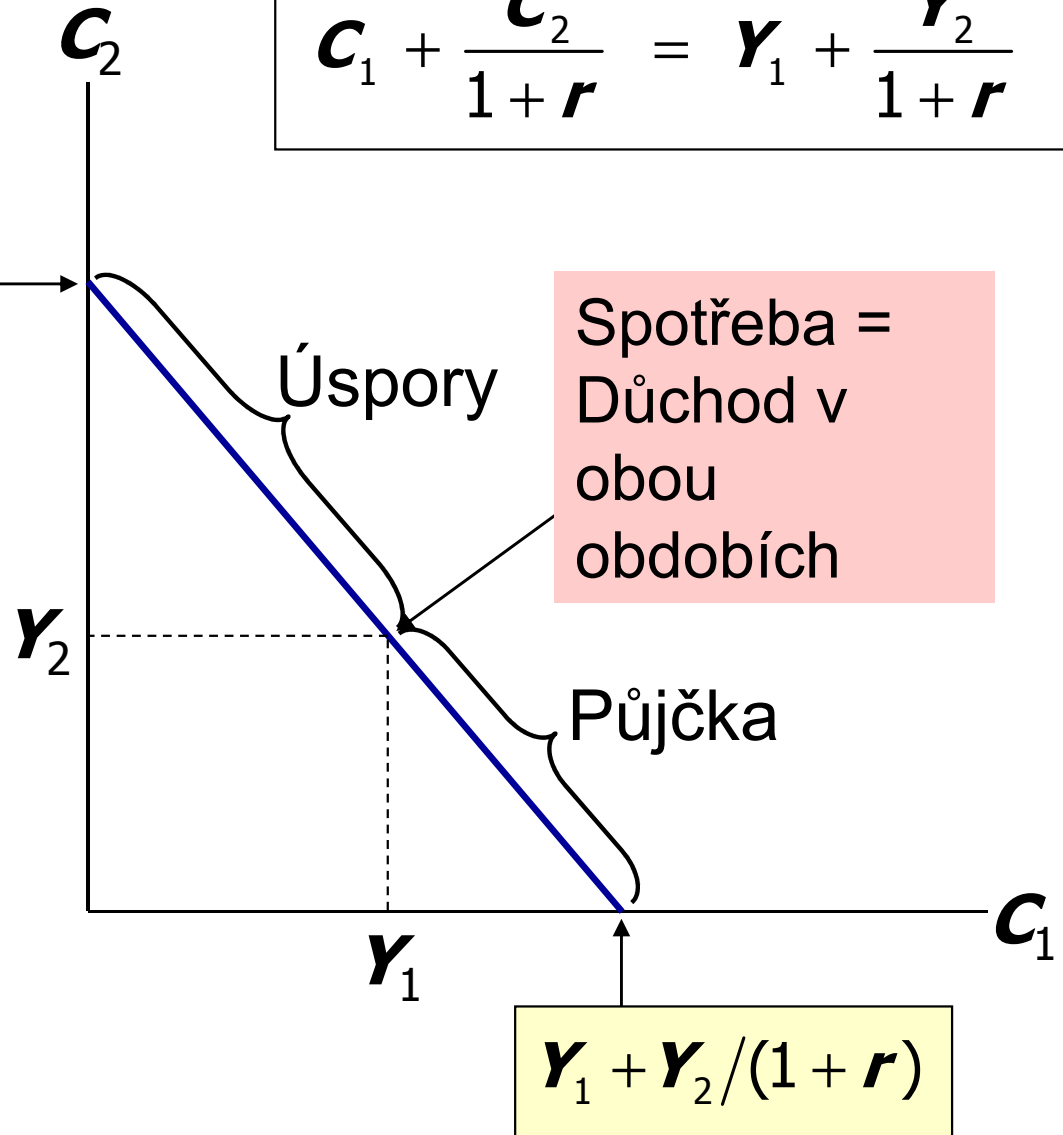 C₂
C₁ + C₂/(1 + r) = Y₁ + Y₂/(1 + r)
Úspory
Spotřeba =
Důchod v
obou
obdobích
Y₂
Půjčka
C₁
Y₁
Y₁ + Y₂/(1 + r)